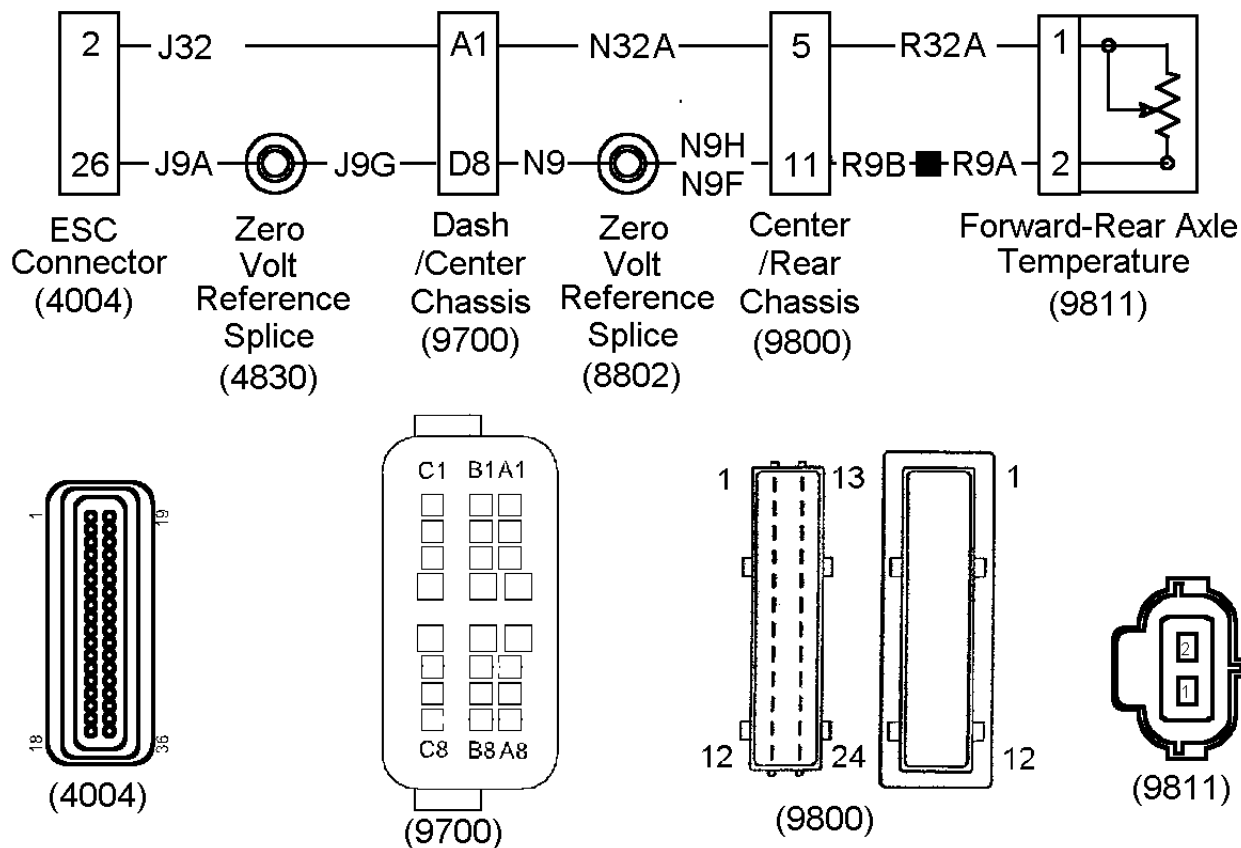 2 J32 A1 N32A 5 R32A 1
26 J9A J9G D8 N9 N9H 11 R9B R9A 2
N9F
ESC
Connector
(4004)
Zero
Volt
Reference
Splice
(4830)
Dash
/Center
Chassis
(9700)
Zero
Volt
Reference
Splice
(8802)
Center
/Rear
Chassis
(9800)
Forward-Rear Axle
Temperature
(9811)
1 19
18 36
(4004)
C1 B1 A1
C8 B8 A8
(9700)
1 13 1
12 24 12
(9800)
2
1
(9811)